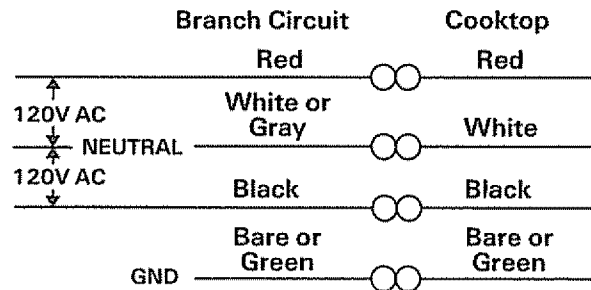 Branch Circuit Cooktop
Red Red
120V AC
White or
Gray White
NEUTRAL
120V AC
Black Black
Bare or Bare or
Green Green
GND